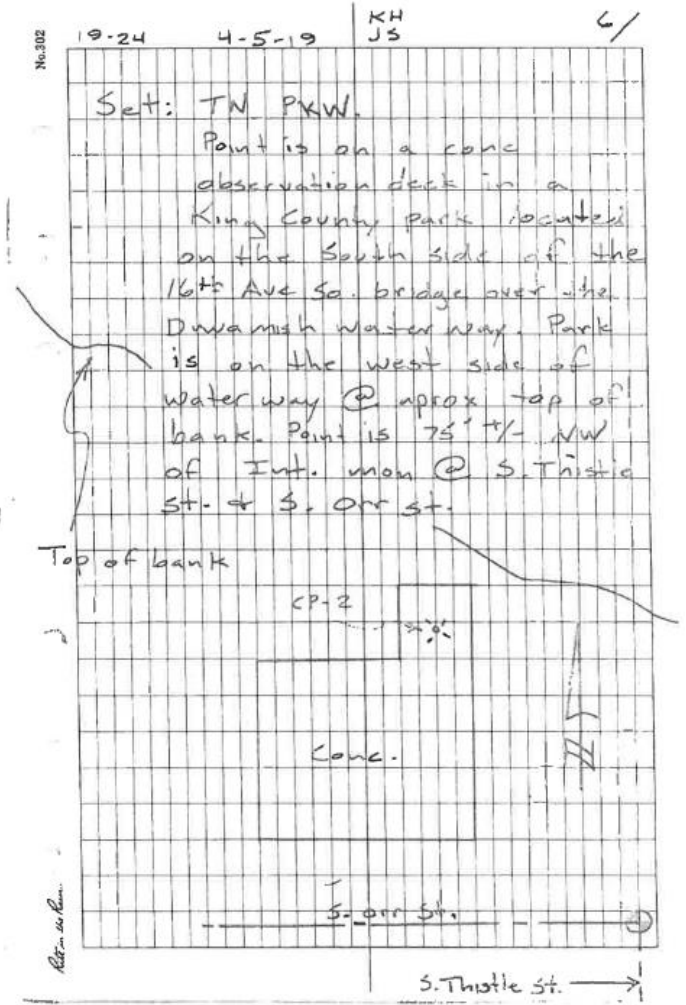 No.302
19-24 4-5-19 KH 6/
JS
Set: TN PKW.
Point is on a conc
observation deck in a
King County park located
on the South side of the
16th Ave So. bridge over the
Duwamish water way. Park
is on the west side of
water way @ aprox top of
bank. Point is 75' +/- NW
of Int. mon @ S. Thistle
St. & S. Orr St.
Top of bank
CP-2
Conc.
S. Orr St.
S. Thistle St.
Rite in the Rain